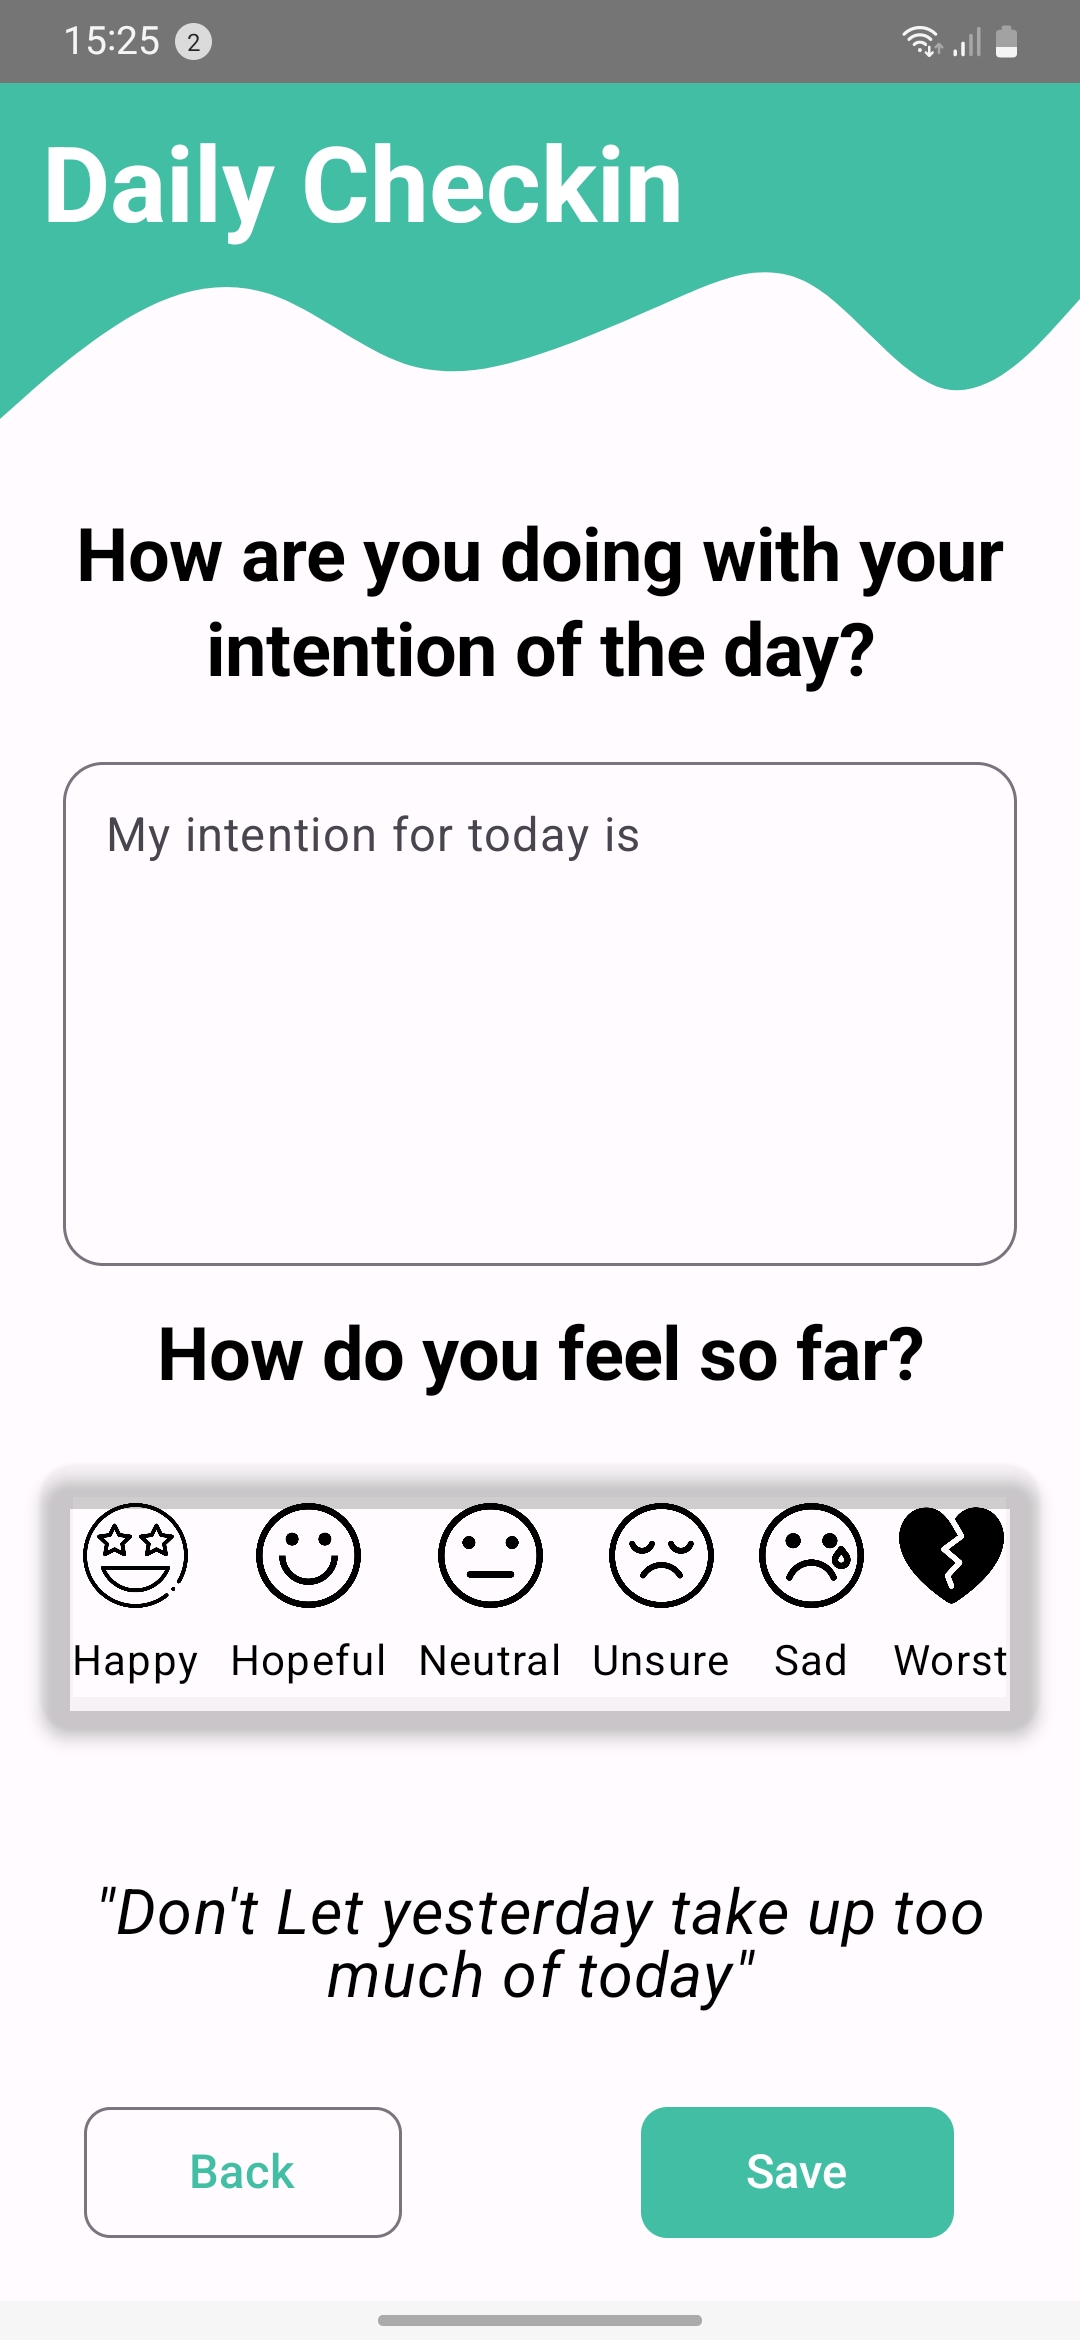 15:25 2
Daily Checkin
How are you doing with your
intention of the day?
My intention for today is
How do you feel so far?
Happy Hopeful Neutral Unsure Sad Worst
"Don't Let yesterday take up too
much of today"
Back Save